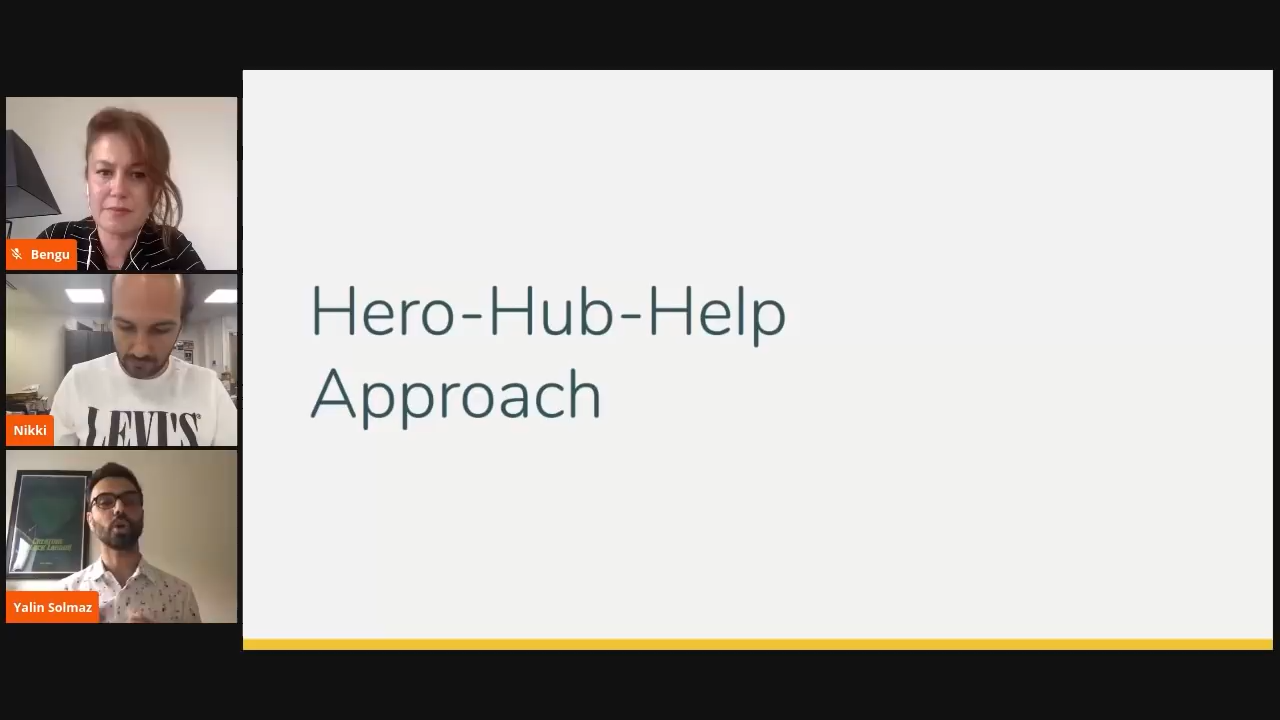 Bengu
LEVI'S®
Nikki
Yalin Solmaz
Hero-Hub-Help
Approach